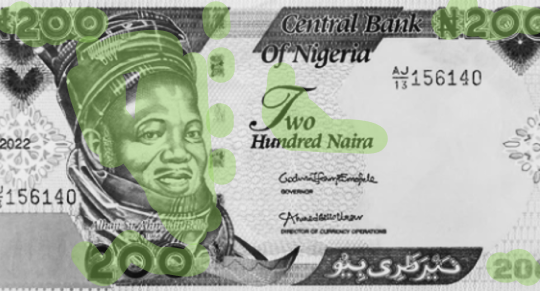 ₦200
Central Bank
Of Nigeria
₦200
AJ/13 156140
Two
Hundred Naira
2022
156140
GOVERNOR
DIRECTOR OF CURRENCY OPERATIONS
200
نَيْرَ دَرِي بِيُو
200